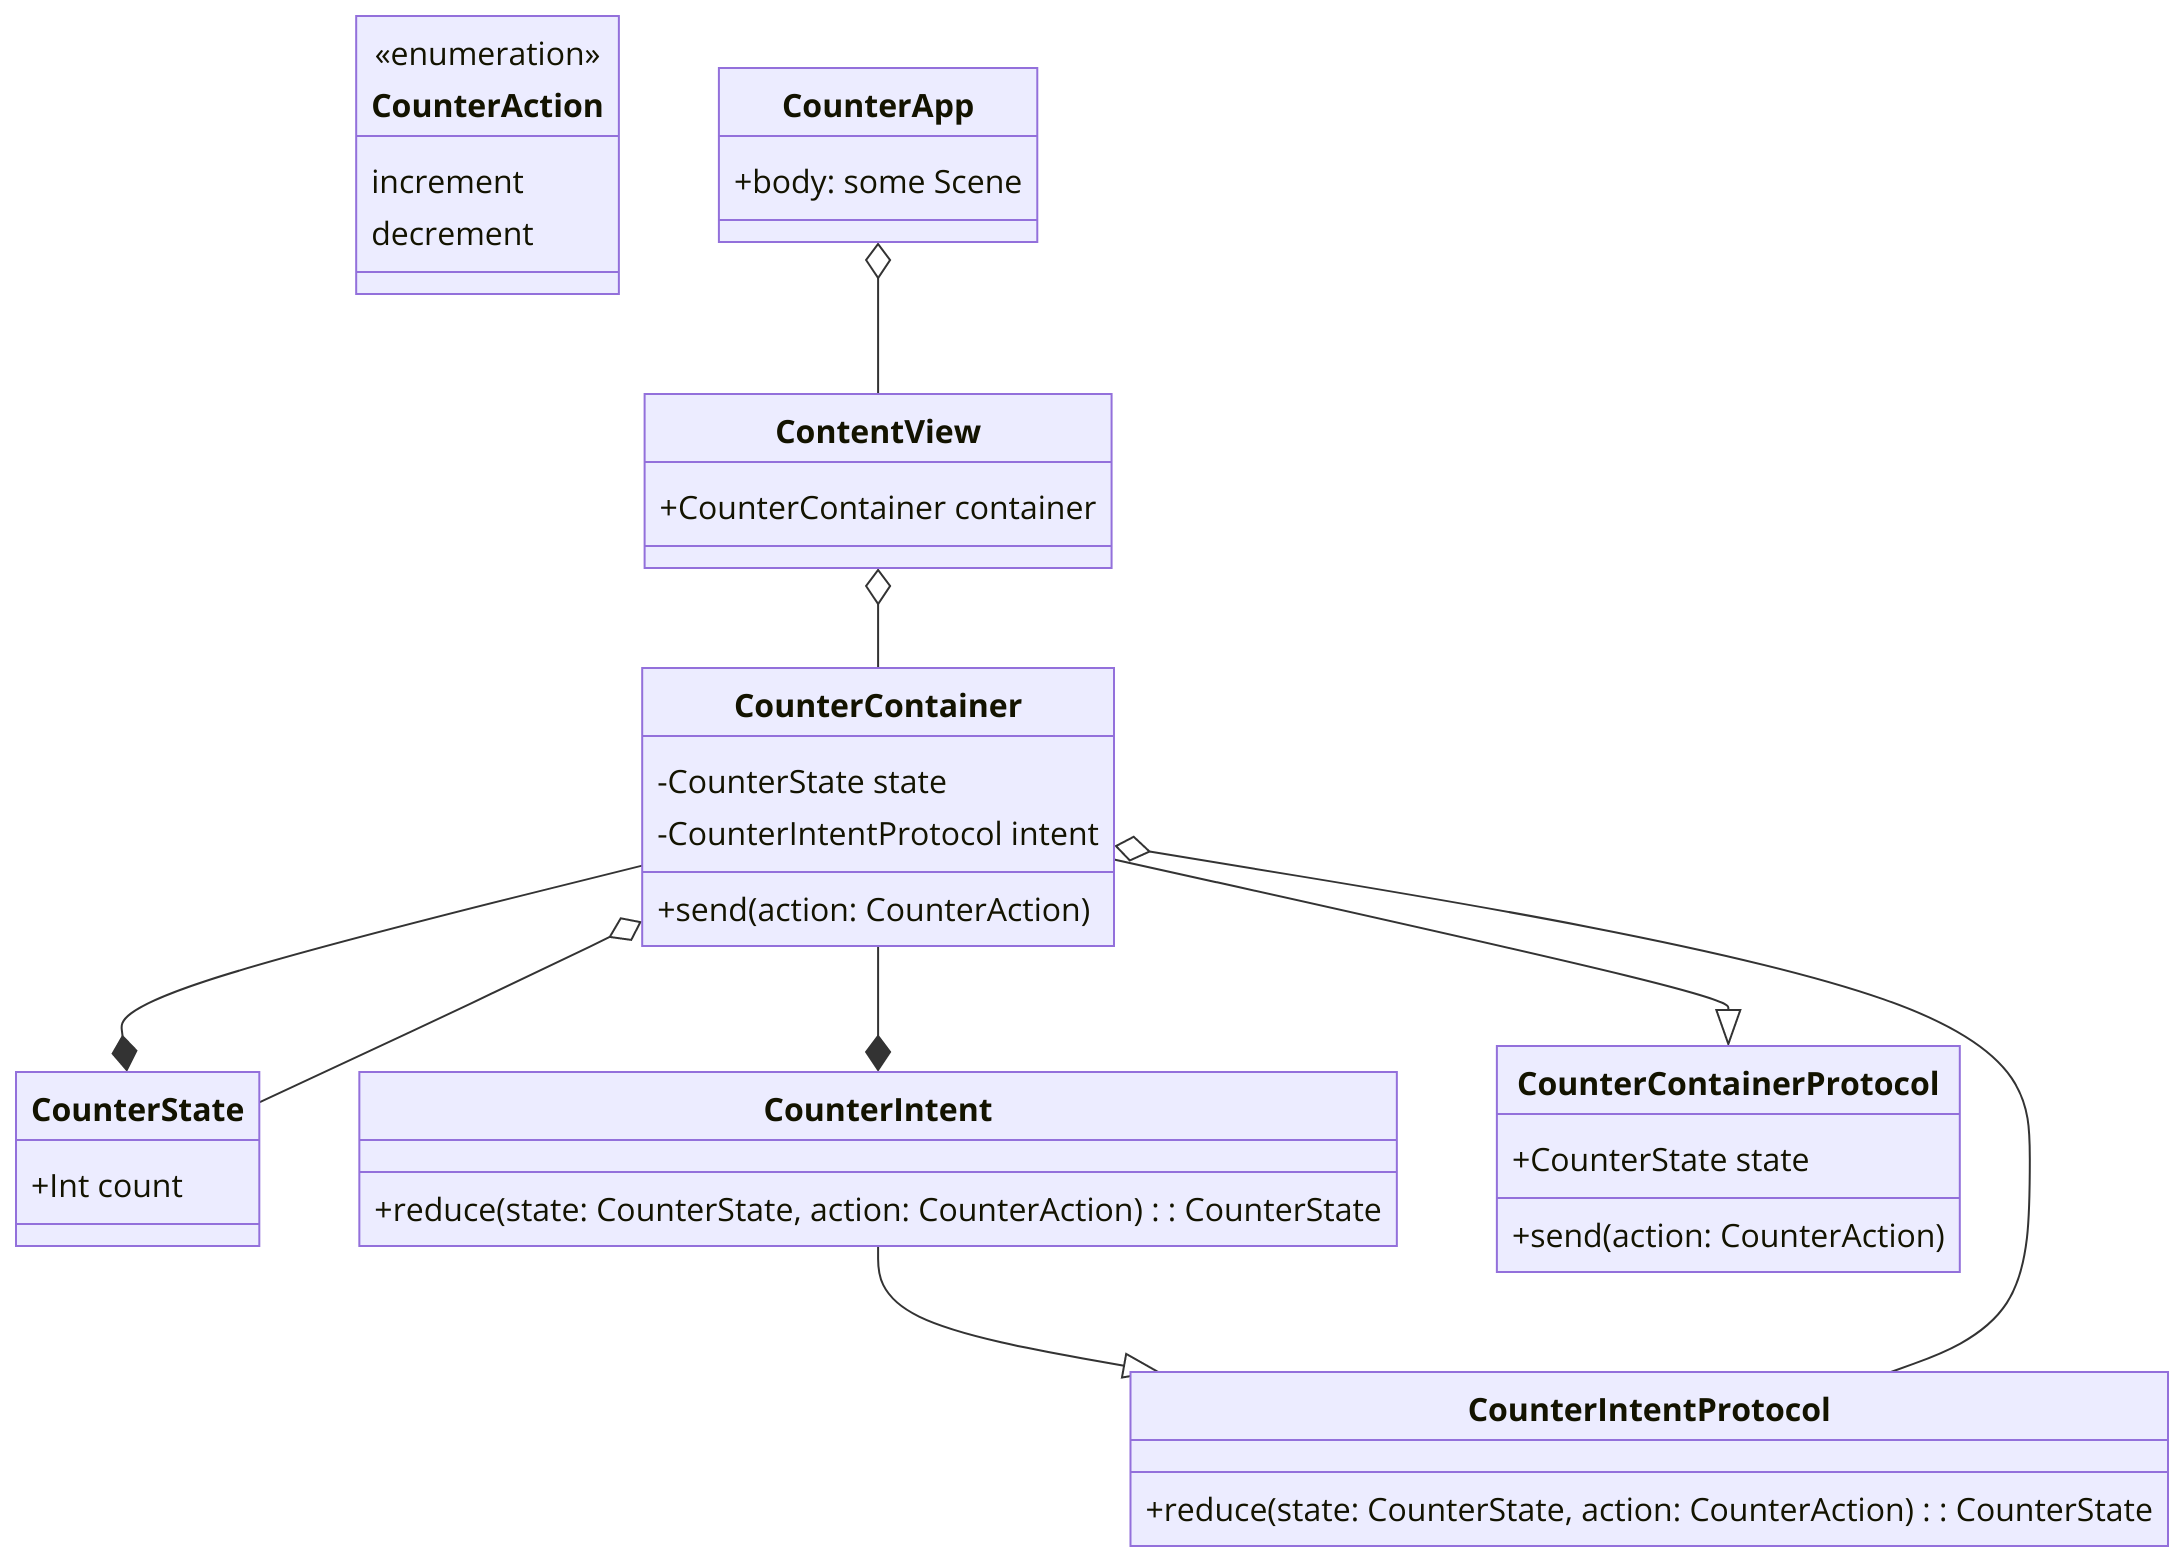 «enumeration»
CounterAction
increment
decrement
CounterApp
+body: some Scene
ContentView
+CounterContainer container
CounterContainer
-CounterState state
-CounterIntentProtocol intent
+send(action: CounterAction)
CounterState
+Int count
CounterIntent
+reduce(state: CounterState, action: CounterAction) : : CounterState
CounterContainerProtocol
+CounterState state
+send(action: CounterAction)
CounterIntentProtocol
+reduce(state: CounterState, action: CounterAction) : : CounterState